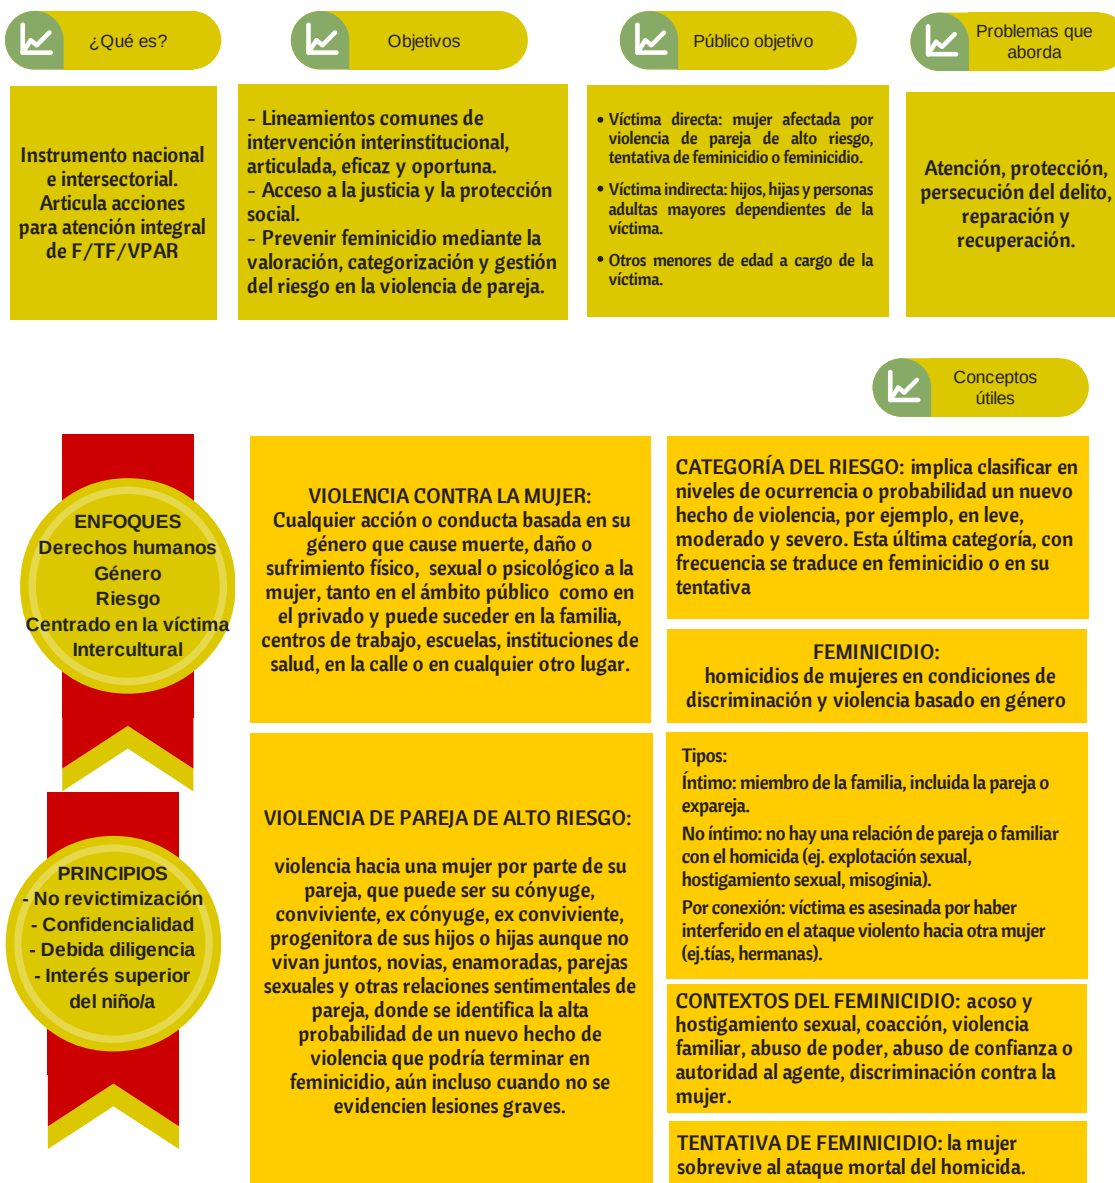 ¿Qué es?
Instrumento nacional
e intersectorial.
Articula acciones
para atención integral
de F/TF/VPAR
Objetivos
- Lineamientos comunes de
intervención interinstitucional,
articulada, eficaz y oportuna.
- Acceso a la justicia y la protección
social.
- Prevenir feminicidio mediante la
valoración, categorización y gestión
del riesgo en la violencia de pareja.
Público objetivo
• Víctima directa: mujer afectada por
violencia de pareja de alto riesgo,
tentativa de feminicidio o feminicidio.
• Víctima indirecta: hijos, hijas y personas
adultas mayores dependientes de la
víctima.
• Otros menores de edad a cargo de la
víctima.
Problemas que
aborda
Atención, protección,
persecución del delito,
reparación y
recuperación.
Conceptos
útiles
ENFOQUES
Derechos humanos
Género
Riesgo
Centrado en la víctima
Intercultural
PRINCIPIOS
- No revictimización
- Confidencialidad
- Debida diligencia
- Interés superior
del niño/a
VIOLENCIA CONTRA LA MUJER:
Cualquier acción o conducta basada en su
género que cause muerte, daño o
sufrimiento físico, sexual o psicológico a la
mujer, tanto en el ámbito público como en
el privado y puede suceder en la familia,
centros de trabajo, escuelas, instituciones de
salud, en la calle o en cualquier otro lugar.
VIOLENCIA DE PAREJA DE ALTO RIESGO:
violencia hacia una mujer por parte de su
pareja, que puede ser su cónyuge,
conviviente, ex cónyuge, ex conviviente,
progenitora de sus hijos o hijas aunque no
vivan juntos, novias, enamoradas, parejas
sexuales y otras relaciones sentimentales de
pareja, donde se identifica la alta
probabilidad de un nuevo hecho de
violencia que podría terminar en
feminicidio, aún incluso cuando no se
evidencien lesiones graves.
CATEGORÍA DEL RIESGO: implica clasificar en
niveles de ocurrencia o probabilidad un nuevo
hecho de violencia, por ejemplo, en leve,
moderado y severo. Esta última categoría, con
frecuencia se traduce en feminicidio o en su
tentativa
FEMINICIDIO:
homicidios de mujeres en condiciones de
discriminación y violencia basado en género
Tipos:
Íntimo: miembro de la familia, incluida la pareja o
expareja.
No íntimo: no hay una relación de pareja o familiar
con el homicida (ej. explotación sexual,
hostigamiento sexual, misoginia).
Por conexión: víctima es asesinada por haber
interferido en el ataque violento hacia otra mujer
(ej.tías, hermanas).
CONTEXTOS DEL FEMINICIDIO: acoso y
hostigamiento sexual, coacción, violencia
familiar, abuso de poder, abuso de confianza o
autoridad al agente, discriminación contra la
mujer.
TENTATIVA DE FEMINICIDIO: la mujer
sobrevive al ataque mortal del homicida.